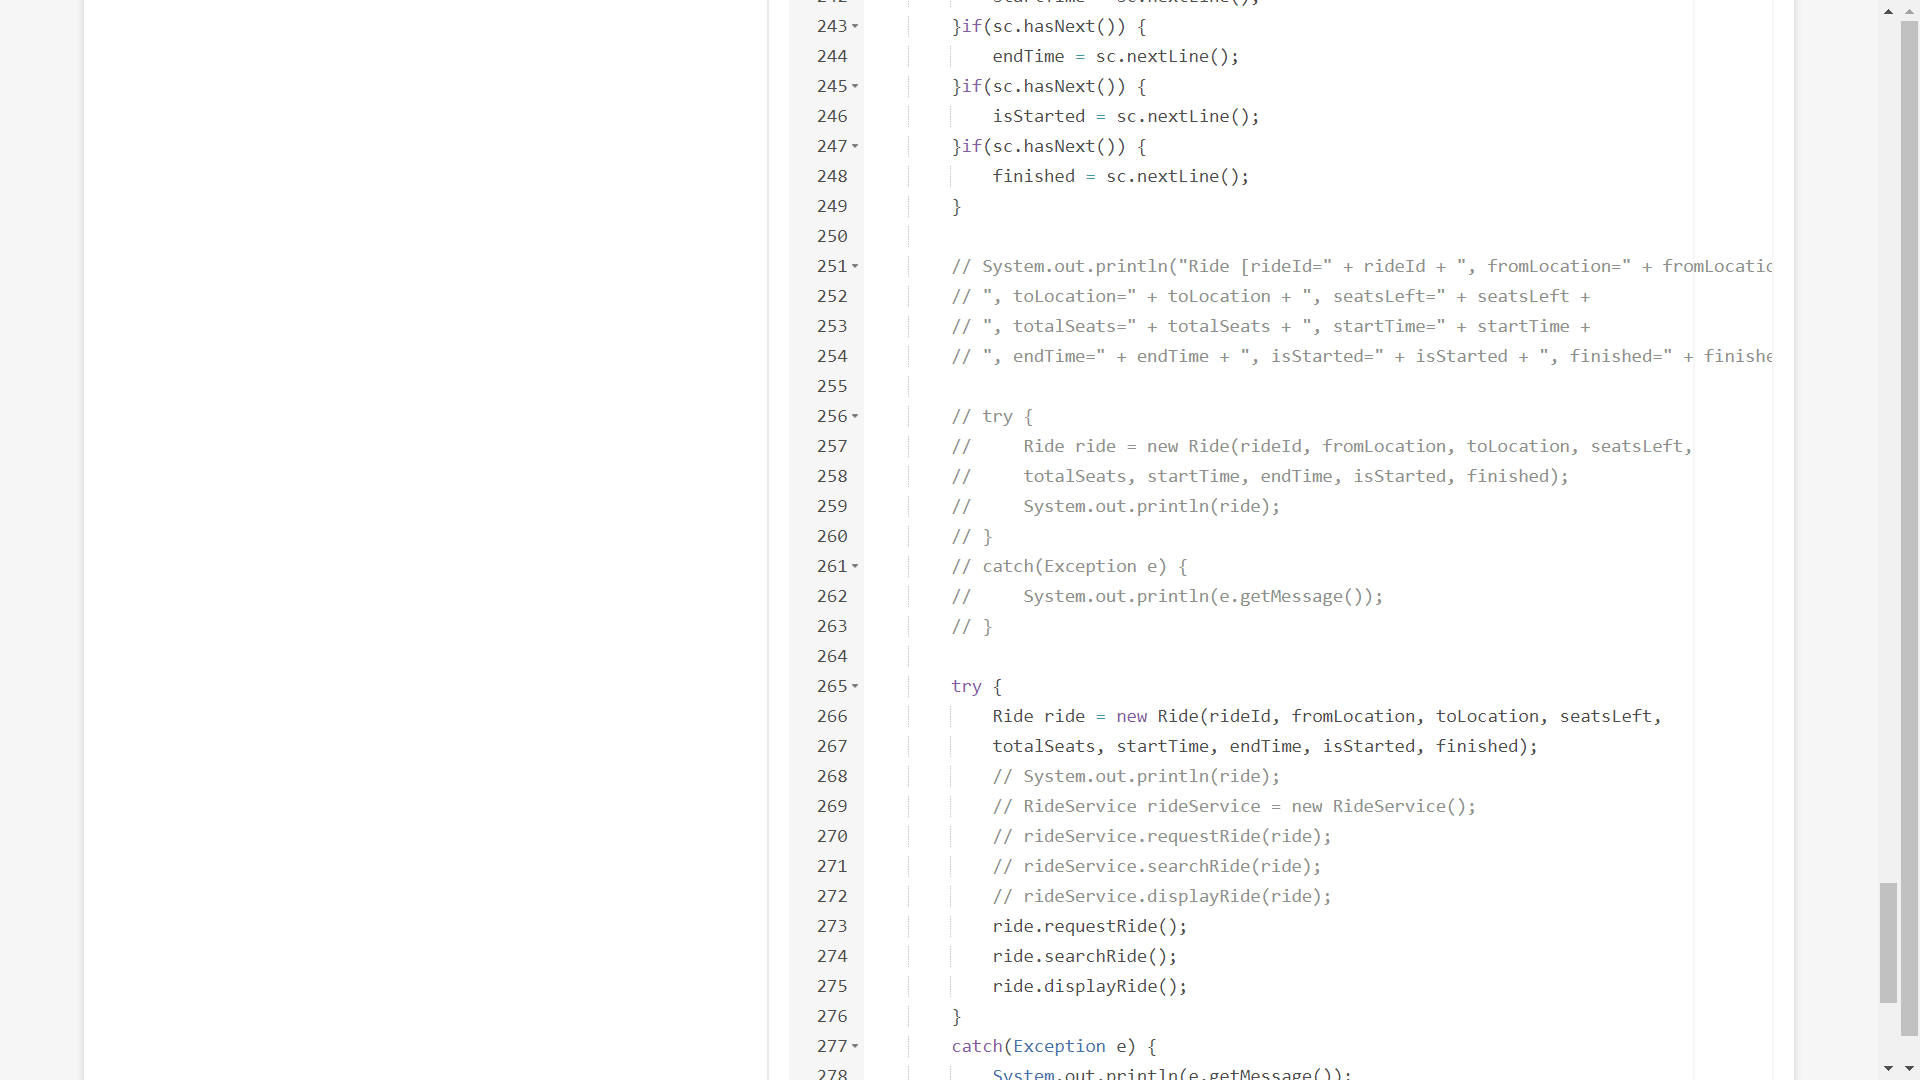 242 startTime = sc.nextLine();
243 }if(sc.hasNext()) {
244 endTime = sc.nextLine();
245 }if(sc.hasNext()) {
246 isStarted = sc.nextLine();
247 }if(sc.hasNext()) {
248 finished = sc.nextLine();
249 }
250
251 // System.out.println("Ride [rideId=" + rideId + ", fromLocation=" + fromLocatio
252 // ", toLocation=" + toLocation + ", seatsLeft=" + seatsLeft +
253 // ", totalSeats=" + totalSeats + ", startTime=" + startTime +
254 // ", endTime=" + endTime + ", isStarted=" + isStarted + ", finished=" + finishe
255
256 // try {
257 // Ride ride = new Ride(rideId, fromLocation, toLocation, seatsLeft,
258 // totalSeats, startTime, endTime, isStarted, finished);
259 // System.out.println(ride);
260 // }
261 // catch(Exception e) {
262 // System.out.println(e.getMessage());
263 // }
264
265 try {
266 Ride ride = new Ride(rideId, fromLocation, toLocation, seatsLeft,
267 totalSeats, startTime, endTime, isStarted, finished);
268 // System.out.println(ride);
269 // RideService rideService = new RideService();
270 // rideService.requestRide(ride);
271 // rideService.searchRide(ride);
272 // rideService.displayRide(ride);
273 ride.requestRide();
274 ride.searchRide();
275 ride.displayRide();
276 }
277 catch(Exception e) {
278 System.out.println(e.getMessage());